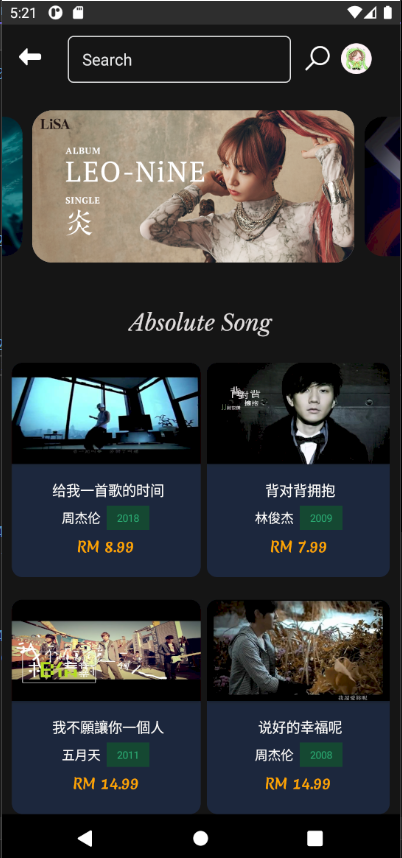 5:21
Search
LiSA
ALBUM
LEO-NiNE
SINGLE
炎
Absolute Song
给我一首歌的时间
周杰伦 2018
RM 8.99
背对背
背对背拥抱
林俊杰 2009
RM 7.99
我不願讓你一個人
五月天 2011
RM 14.99
说好的幸福呢
周杰伦 2008
RM 14.99